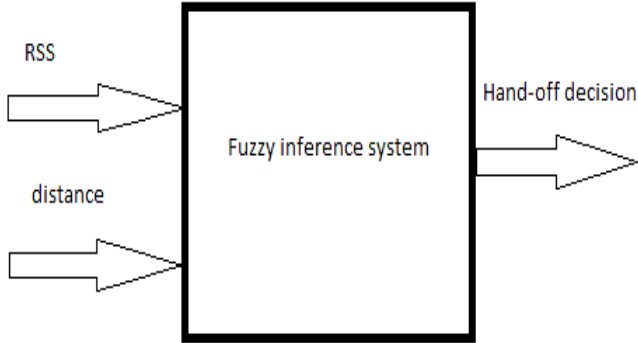 RSS
Hand-off decision
Fuzzy inference system
distance